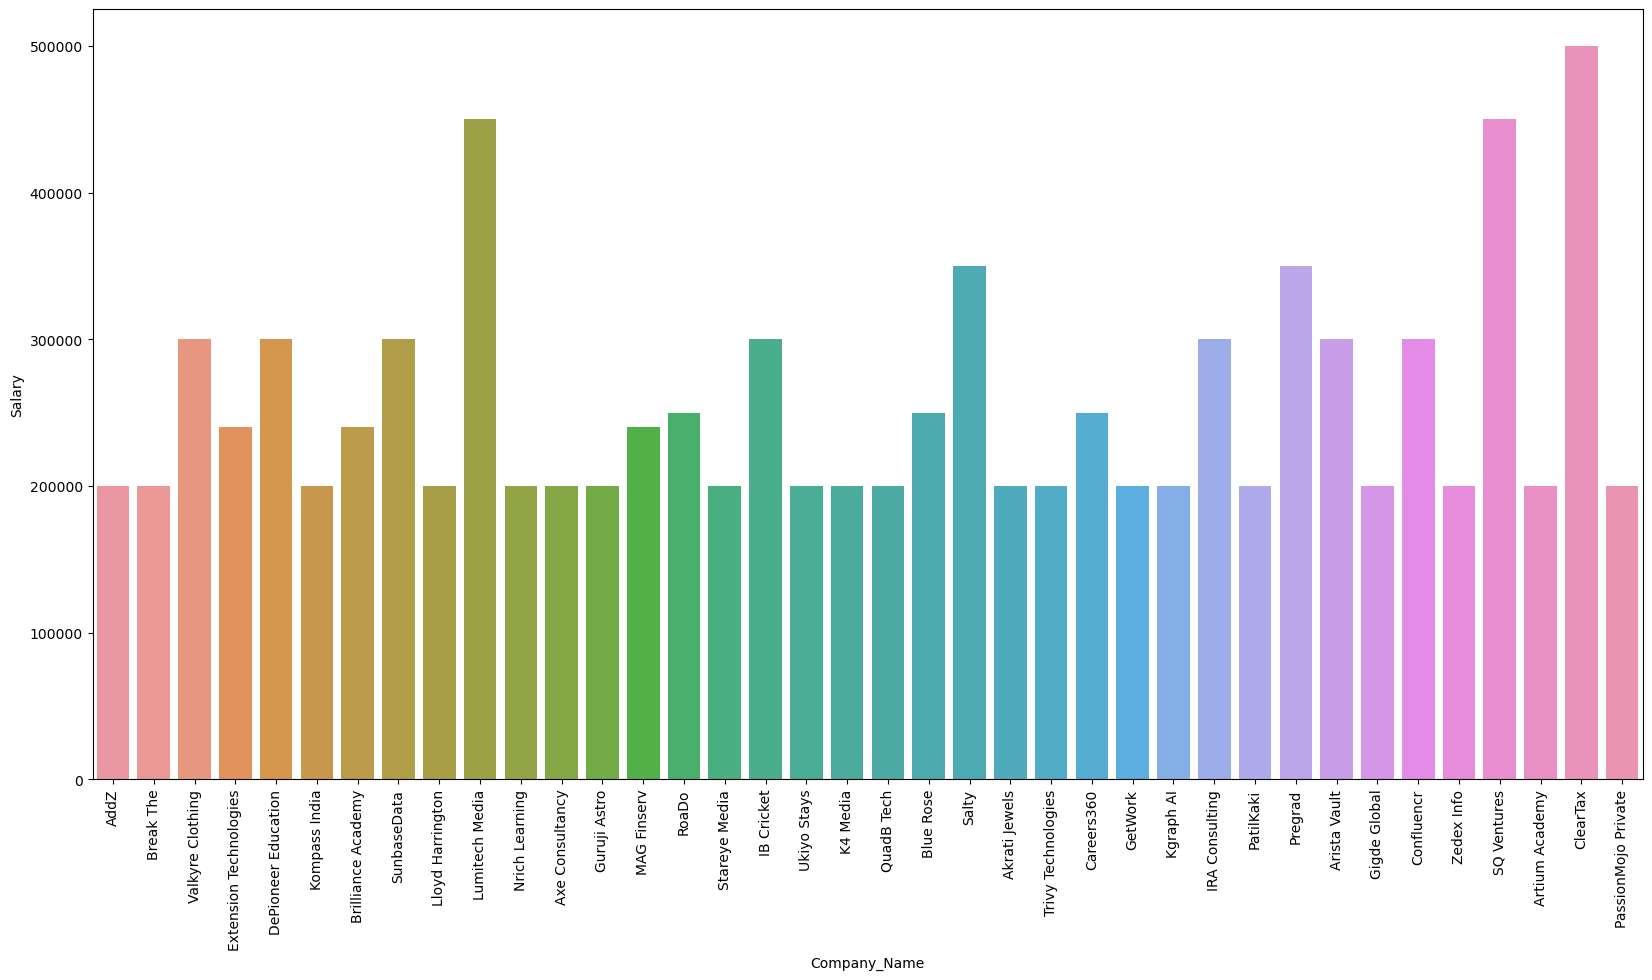 500000
400000
300000
200000
100000
0
Salary
AddZ
Break The
Valkyre Clothing
Extension Technologies
DePioneer Education
Kompass India
Brilliance Academy
SunbaseData
Lloyd Harrington
Lumitech Media
Nrich Learning
Axe Consultancy
Guruji Astro
MAG Finserv
RoaDo
Stareye Media
IB Cricket
Ukiyo Stays
K4 Media
QuadB Tech
Blue Rose
Salty
Akrati Jewels
Trivy Technologies
Careers360
GetWork
Kgraph AI
IRA Consulting
PatilKaki
Pregrad
Arista Vault
Gigde Global
Confluencr
Zedex Info
SQ Ventures
Artium Academy
ClearTax
PassionMojo Private
Company_Name